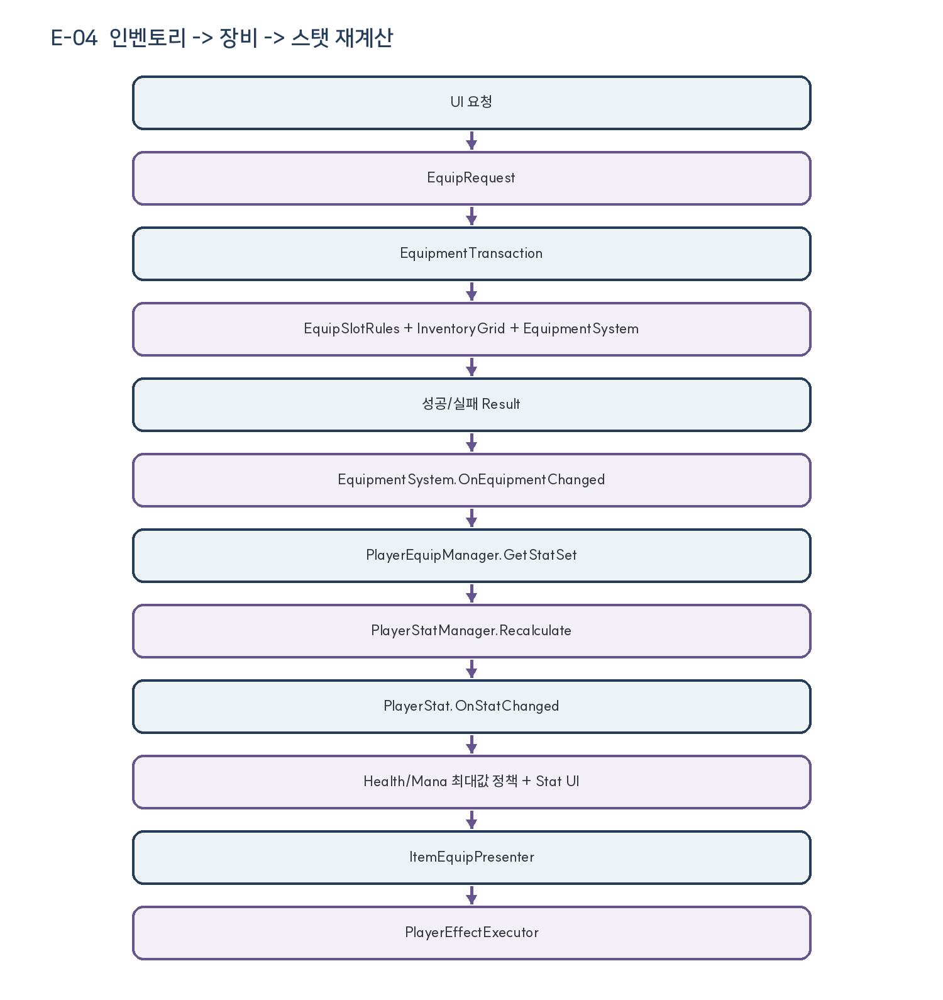 E-04 인벤토리 -> 장비 -> 스탯 재계산
UI 요청
EquipRequest
EquipmentTransaction
EquipSlotRules + InventoryGrid + EquipmentSystem
성공/실패 Result
EquipmentSystem.OnEquipmentChanged
PlayerEquipManager.GetStatSet
PlayerStatManager.Recalculate
PlayerStat.OnStatChanged
Health/Mana 최대값 정책 + Stat UI
ItemEquipPresenter
PlayerEffectExecutor